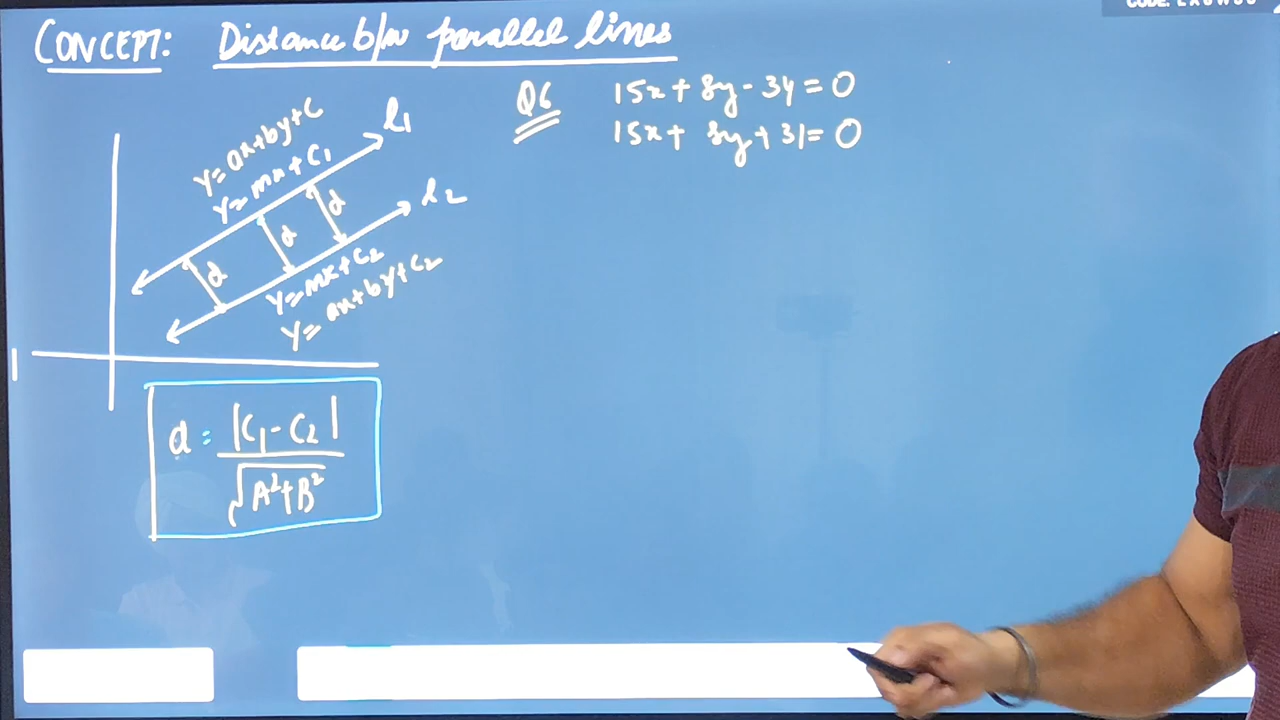 CONCEPT: Distance b/w parallel lines
Q6 15x + 8y - 34 = 0
15x + 8y + 31 = 0
l1
Y = ax + by + C
Y = mx + C1
l2
d
d
d
Y = mx + C2
Y = ax + by + C2
d = |C1 - C2| / √A²+B²